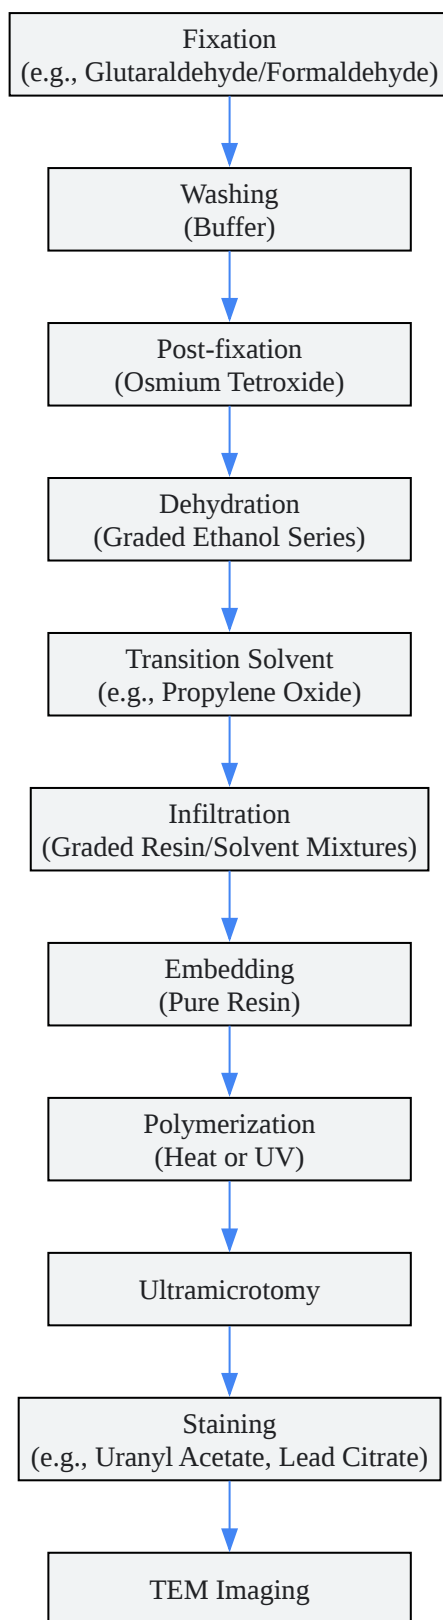 Fixation
(e.g., Glutaraldehyde/Formaldehyde)
Washing
(Buffer)
Post-fixation
(Osmium Tetroxide)
Dehydration
(Graded Ethanol Series)
Transition Solvent
(e.g., Propylene Oxide)
Infiltration
(Graded Resin/Solvent Mixtures)
Embedding
(Pure Resin)
Polymerization
(Heat or UV)
Ultramicrotomy
Staining
(e.g., Uranyl Acetate, Lead Citrate)
TEM Imaging